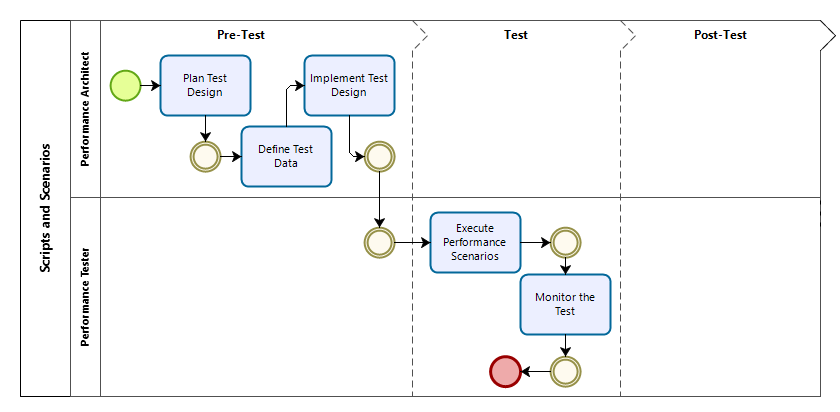 Scripts and Scenarios
Pre-Test
Test
Post-Test
Performance Architect
Plan Test
Design
Implement Test
Design
Define Test
Data
Performance Tester
Execute
Performance
Scenarios
Monitor the
Test